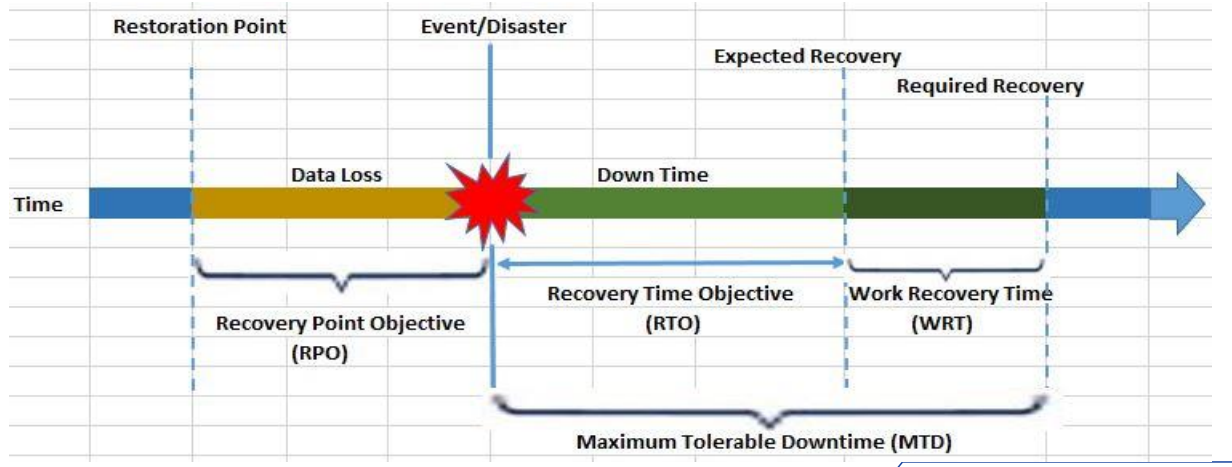 Restoration Point
Event/Disaster
Expected Recovery
Required Recovery
Data Loss
Down Time
Time
Recovery Point Objective
(RPO)
Recovery Time Objective
(RTO)
Work Recovery Time
(WRT)
Maximum Tolerable Downtime (MTD)